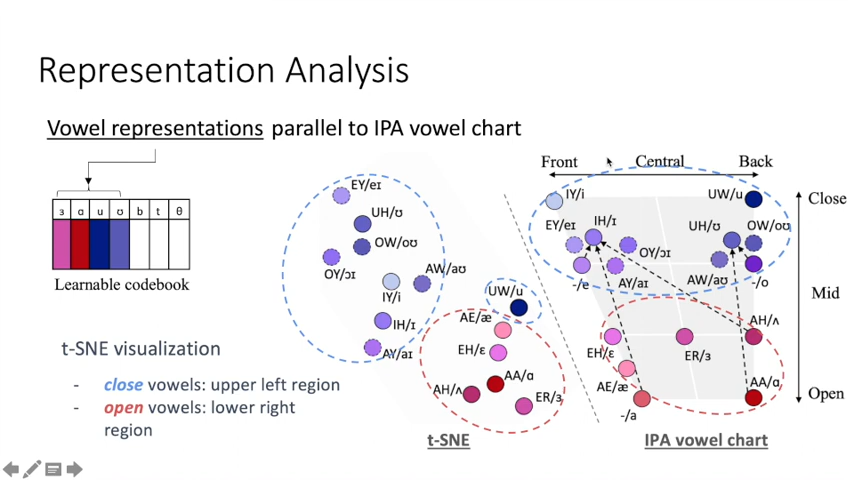 Representation Analysis
Vowel representations parallel to IPA vowel chart
ɜ ɑ u ʊ b t θ
Learnable codebook
t-SNE visualization
- close vowels: upper left region
- open vowels: lower right
region
EY/eɪ
UH/ʊ
OW/oʊ
OY/ɔɪ
AW/aʊ
IY/i
IH/ɪ
AY/aɪ
UW/u
AE/æ
EH/ɛ
AA/ɑ
AH/ʌ
ER/ɜ
t-SNE
Front Central Back
IY/i
UW/u
Close
EY/eɪ
IH/ɪ
UH/ʊ
OW/oʊ
OY/ɔɪ
-/e
AY/aɪ
AW/aʊ
-/o
Mid
AH/ʌ
EH/ɛ
ER/ɜ
AE/æ
AA/ɑ
Open
-/a
IPA vowel chart